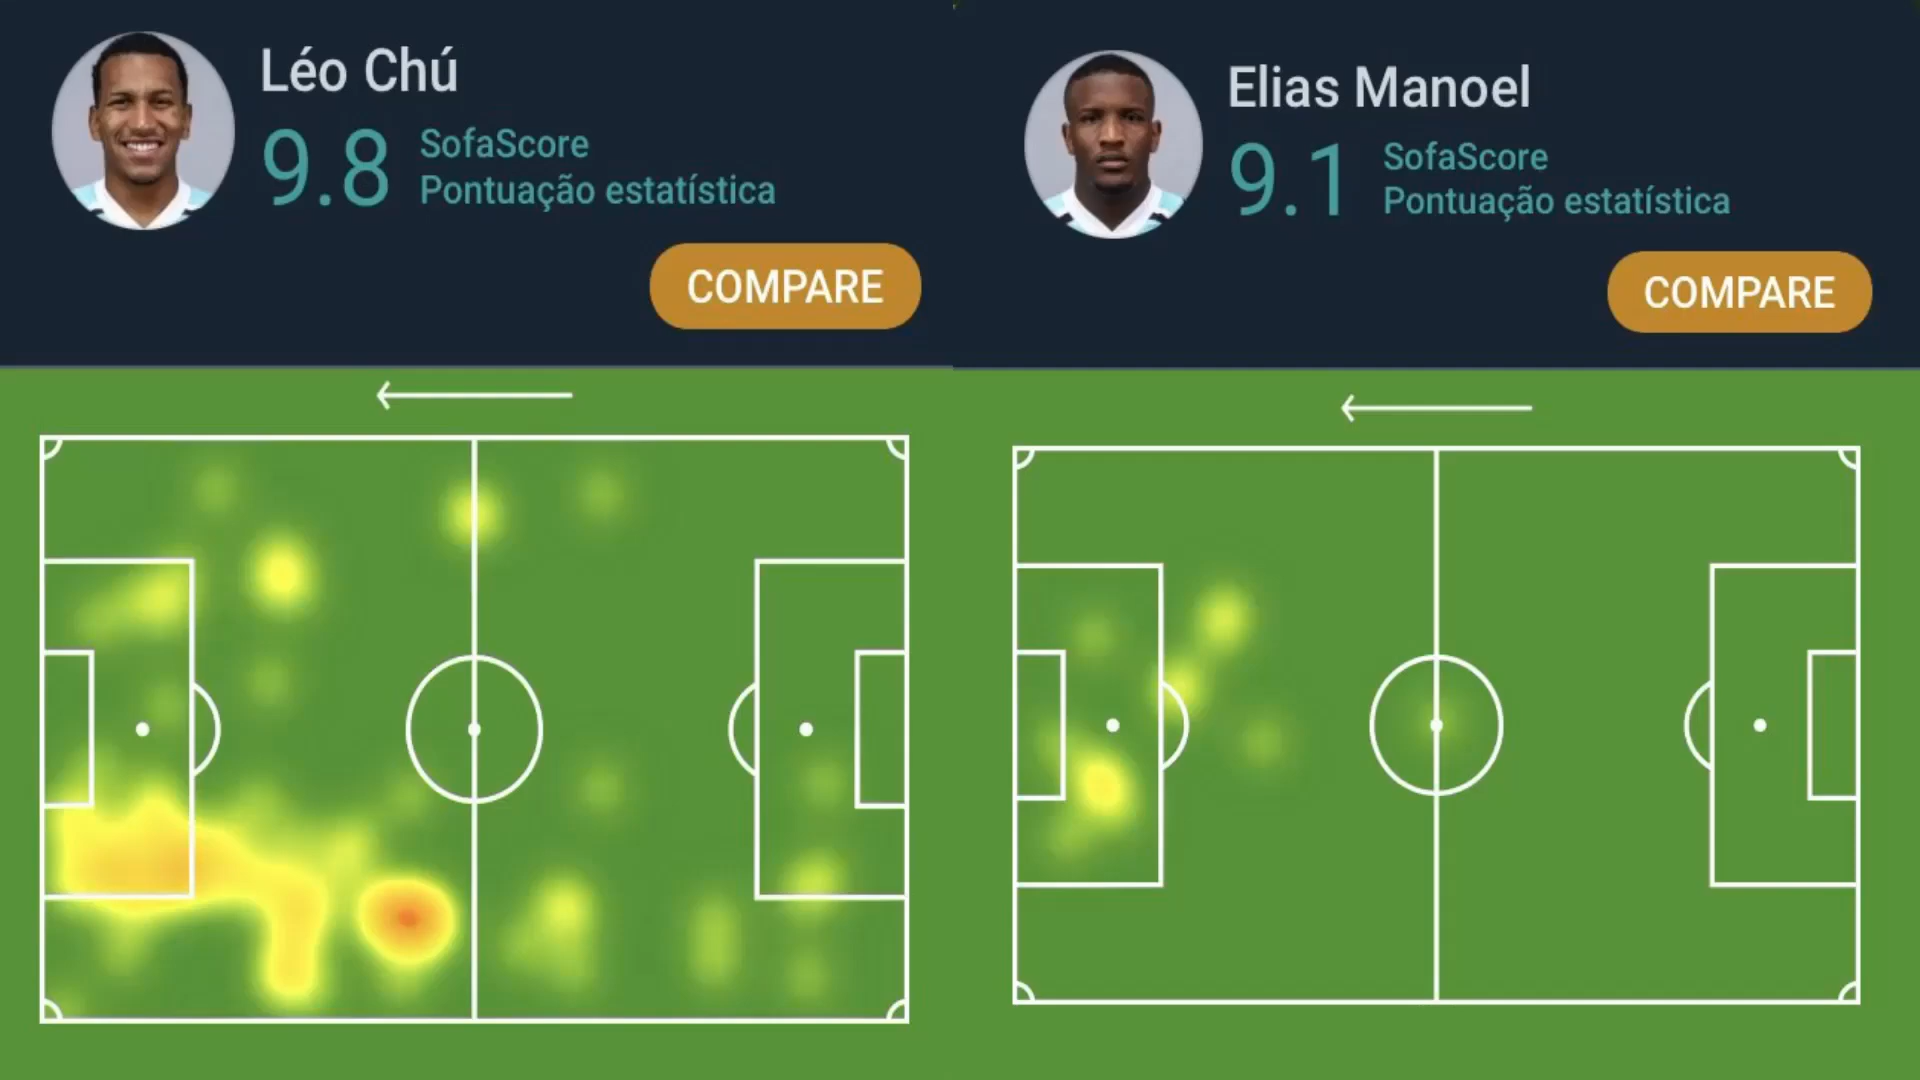 Léo Chú
9.8
SofaScore
Pontuação estatística
COMPARE
Elias Manoel
9.1
SofaScore
Pontuação estatística
COMPARE